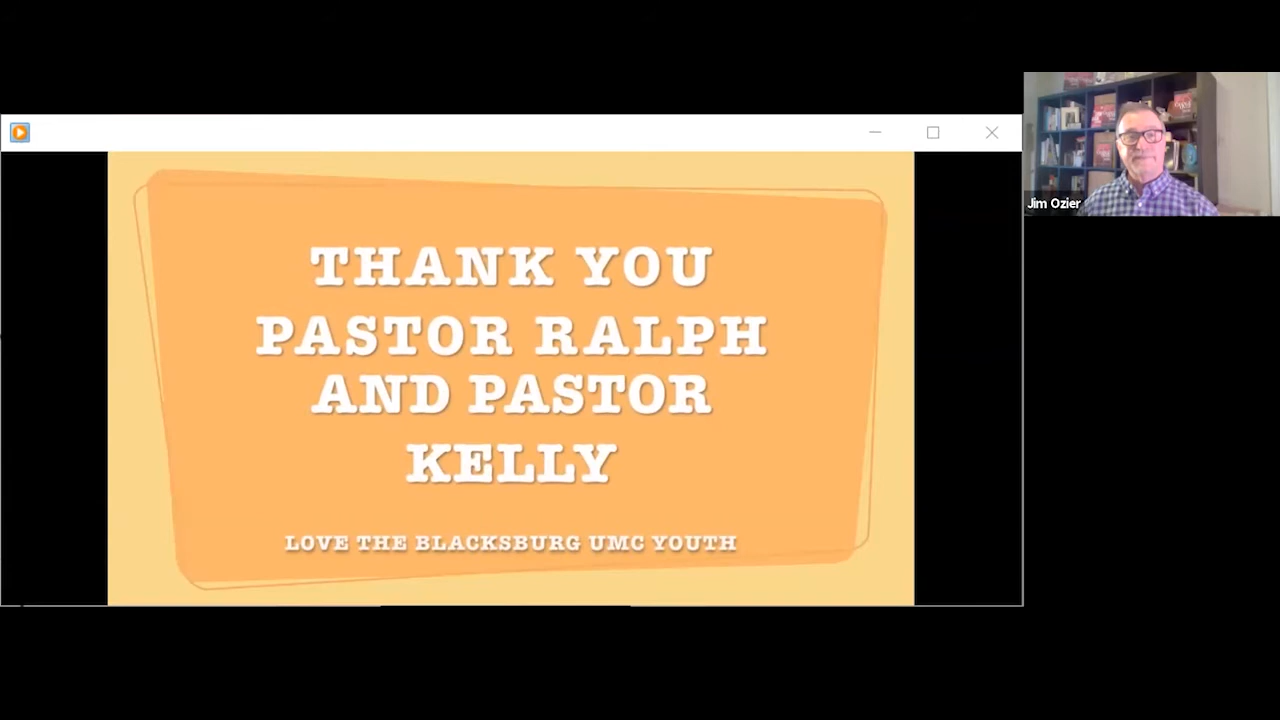 THANK YOU
PASTOR RALPH
AND PASTOR
KELLY
LOVE THE BLACKSBURG UMC YOUTH
Jim Ozier